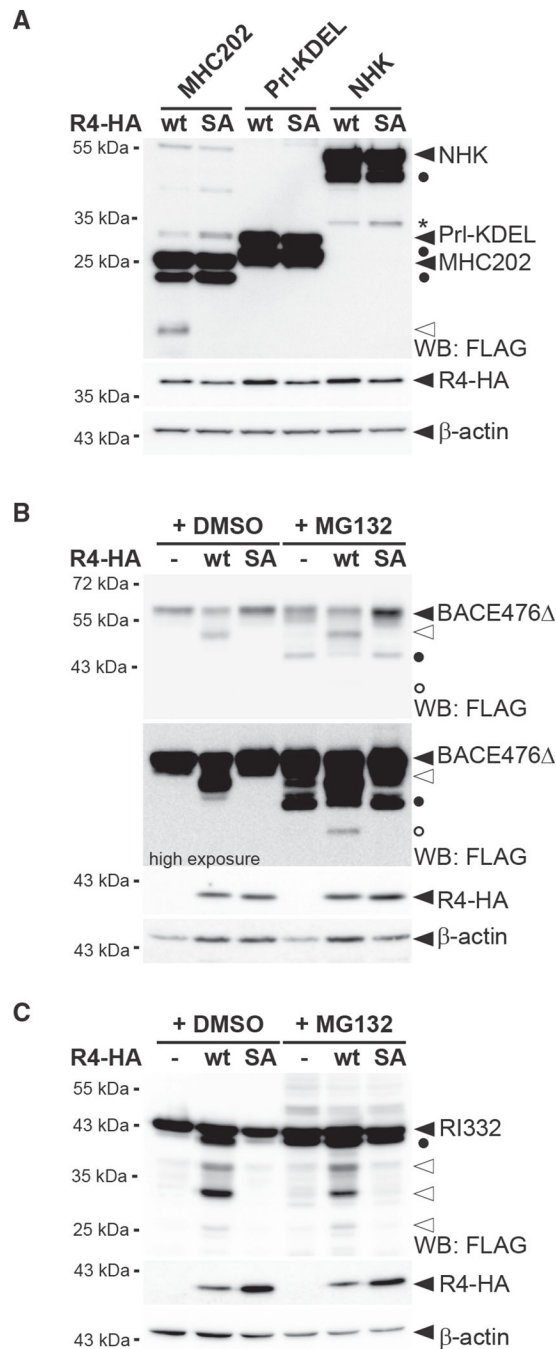 A
MHC202 Prl-KDEL NHK
R4-HA wt SA wt SA wt SA
55 kDa
NHK
35 kDa
*
Prl-KDEL
25 kDa
MHC202
WB: FLAG
R4-HA
35 kDa
43 kDa
β-actin
B
+ DMSO + MG132
R4-HA - wt SA - wt SA
72 kDa
55 kDa
BACE476Δ
43 kDa
WB: FLAG
BACE476Δ
high exposure
WB: FLAG
43 kDa
R4-HA
β-actin
43 kDa
C
+ DMSO + MG132
R4-HA - wt SA - wt SA
55 kDa
43 kDa
RI332
35 kDa
25 kDa
WB: FLAG
43 kDa
R4-HA
43 kDa
β-actin